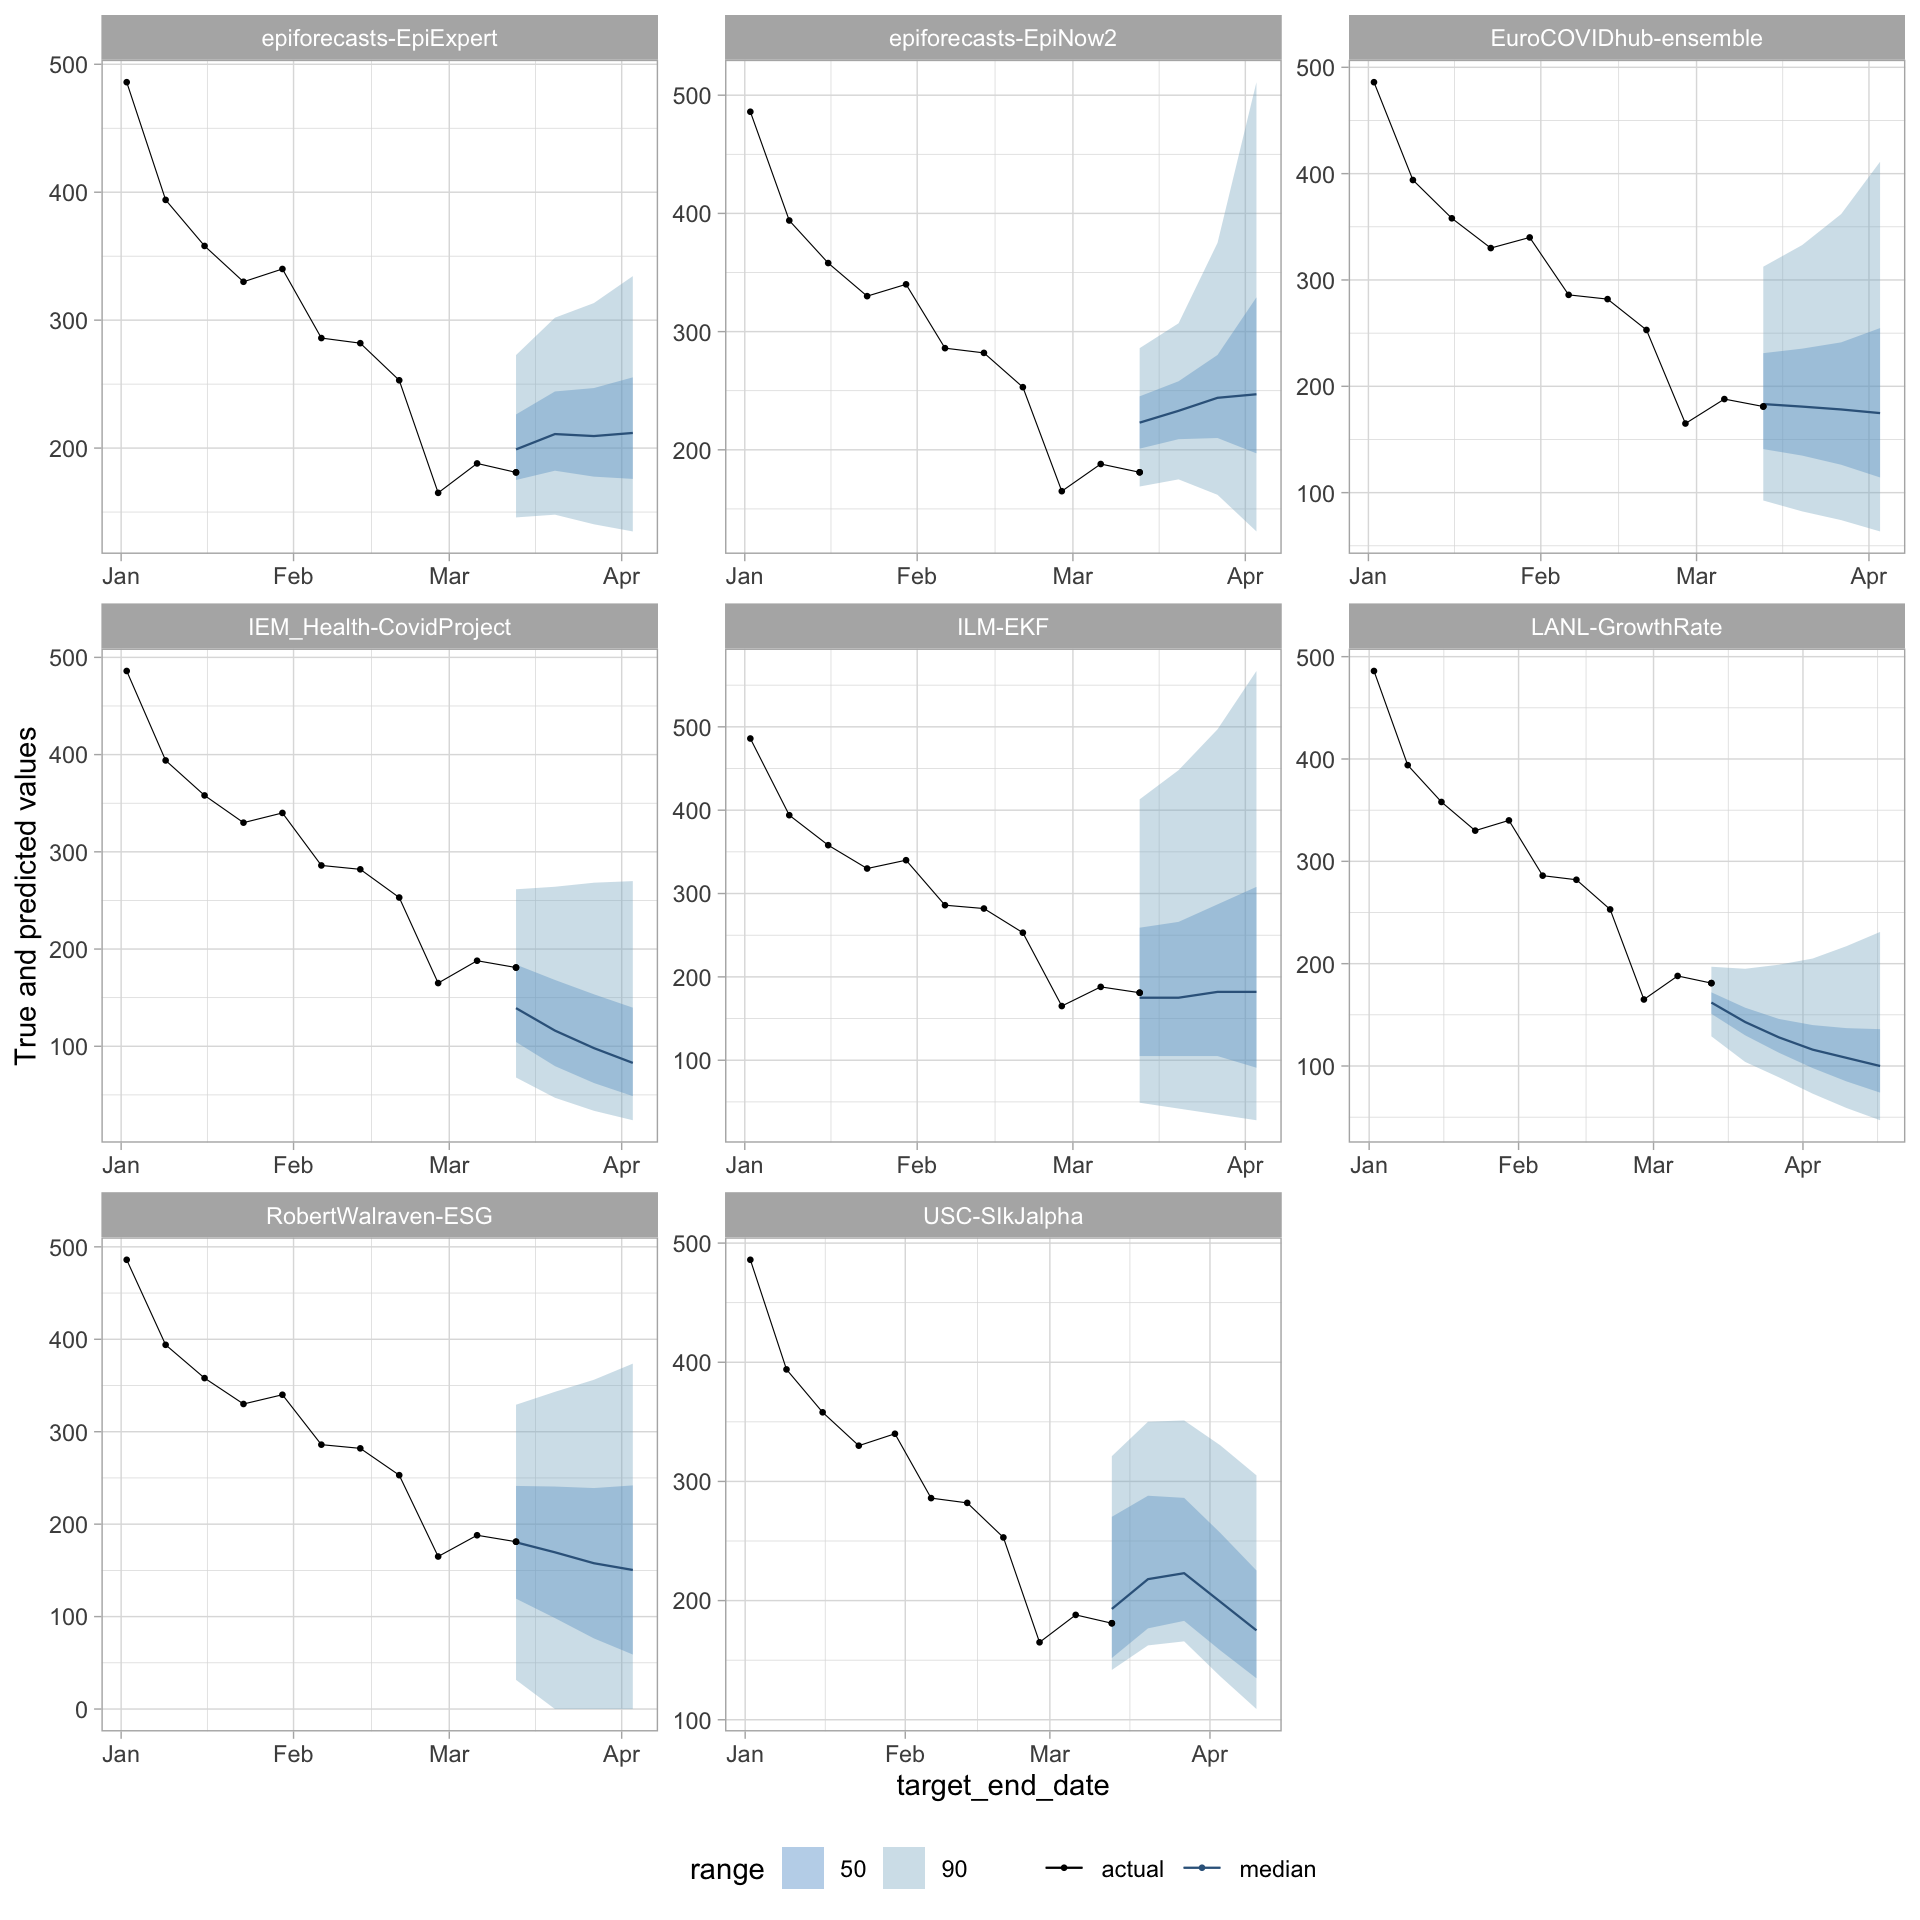 epiforecasts-EpiExpert
epiforecasts-EpiNow2
EuroCOVIDhub-ensemble
500
400
300
200
Jan Feb Mar Apr
500
400
300
200
Jan Feb Mar Apr
500
400
300
200
100
Jan Feb Mar Apr
IEM_Health-CovidProject
ILM-EKF
LANL-GrowthRate
True and predicted values
500
400
300
200
100
Jan Feb Mar Apr
500
400
300
200
100
Jan Feb Mar Apr
500
400
300
200
100
Jan Feb Mar Apr
RobertWalraven-ESG
USC-SIkJalpha
500
400
300
200
100
0
Jan Feb Mar Apr
500
400
300
200
100
Jan Feb Mar Apr
target_end_date
range 50 90 actual median